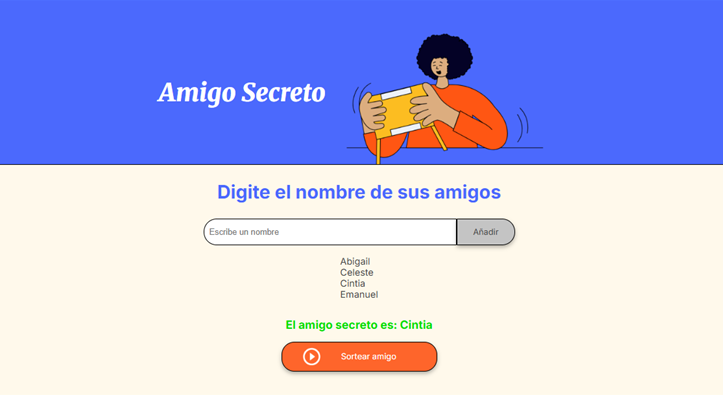 Amigo Secreto
Digite el nombre de sus amigos
Escribe un nombre
Añadir
Abigail
Celeste
Cintia
Emanuel
El amigo secreto es: Cintia
Sortear amigo